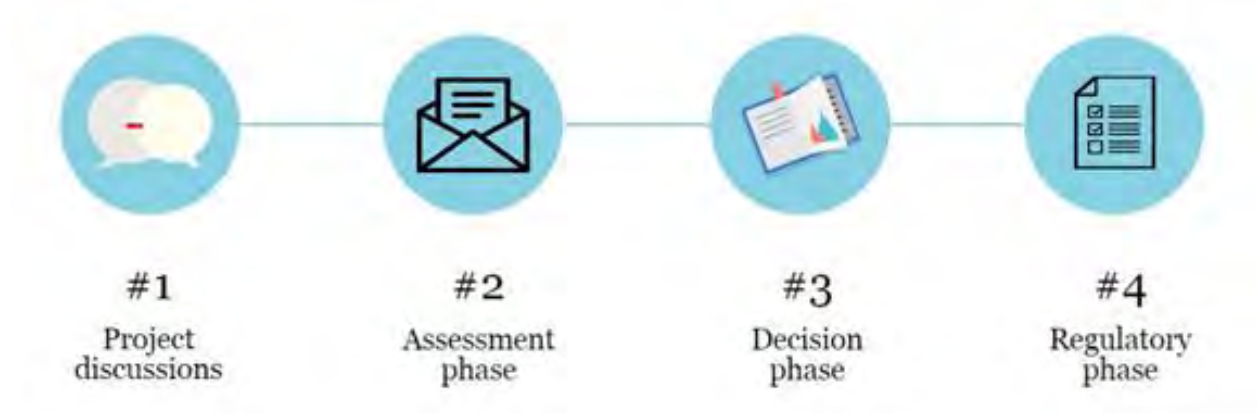 #1
Project
discussions
#2
Assessment
phase
#3
Decision
phase
#4
Regulatory
phase